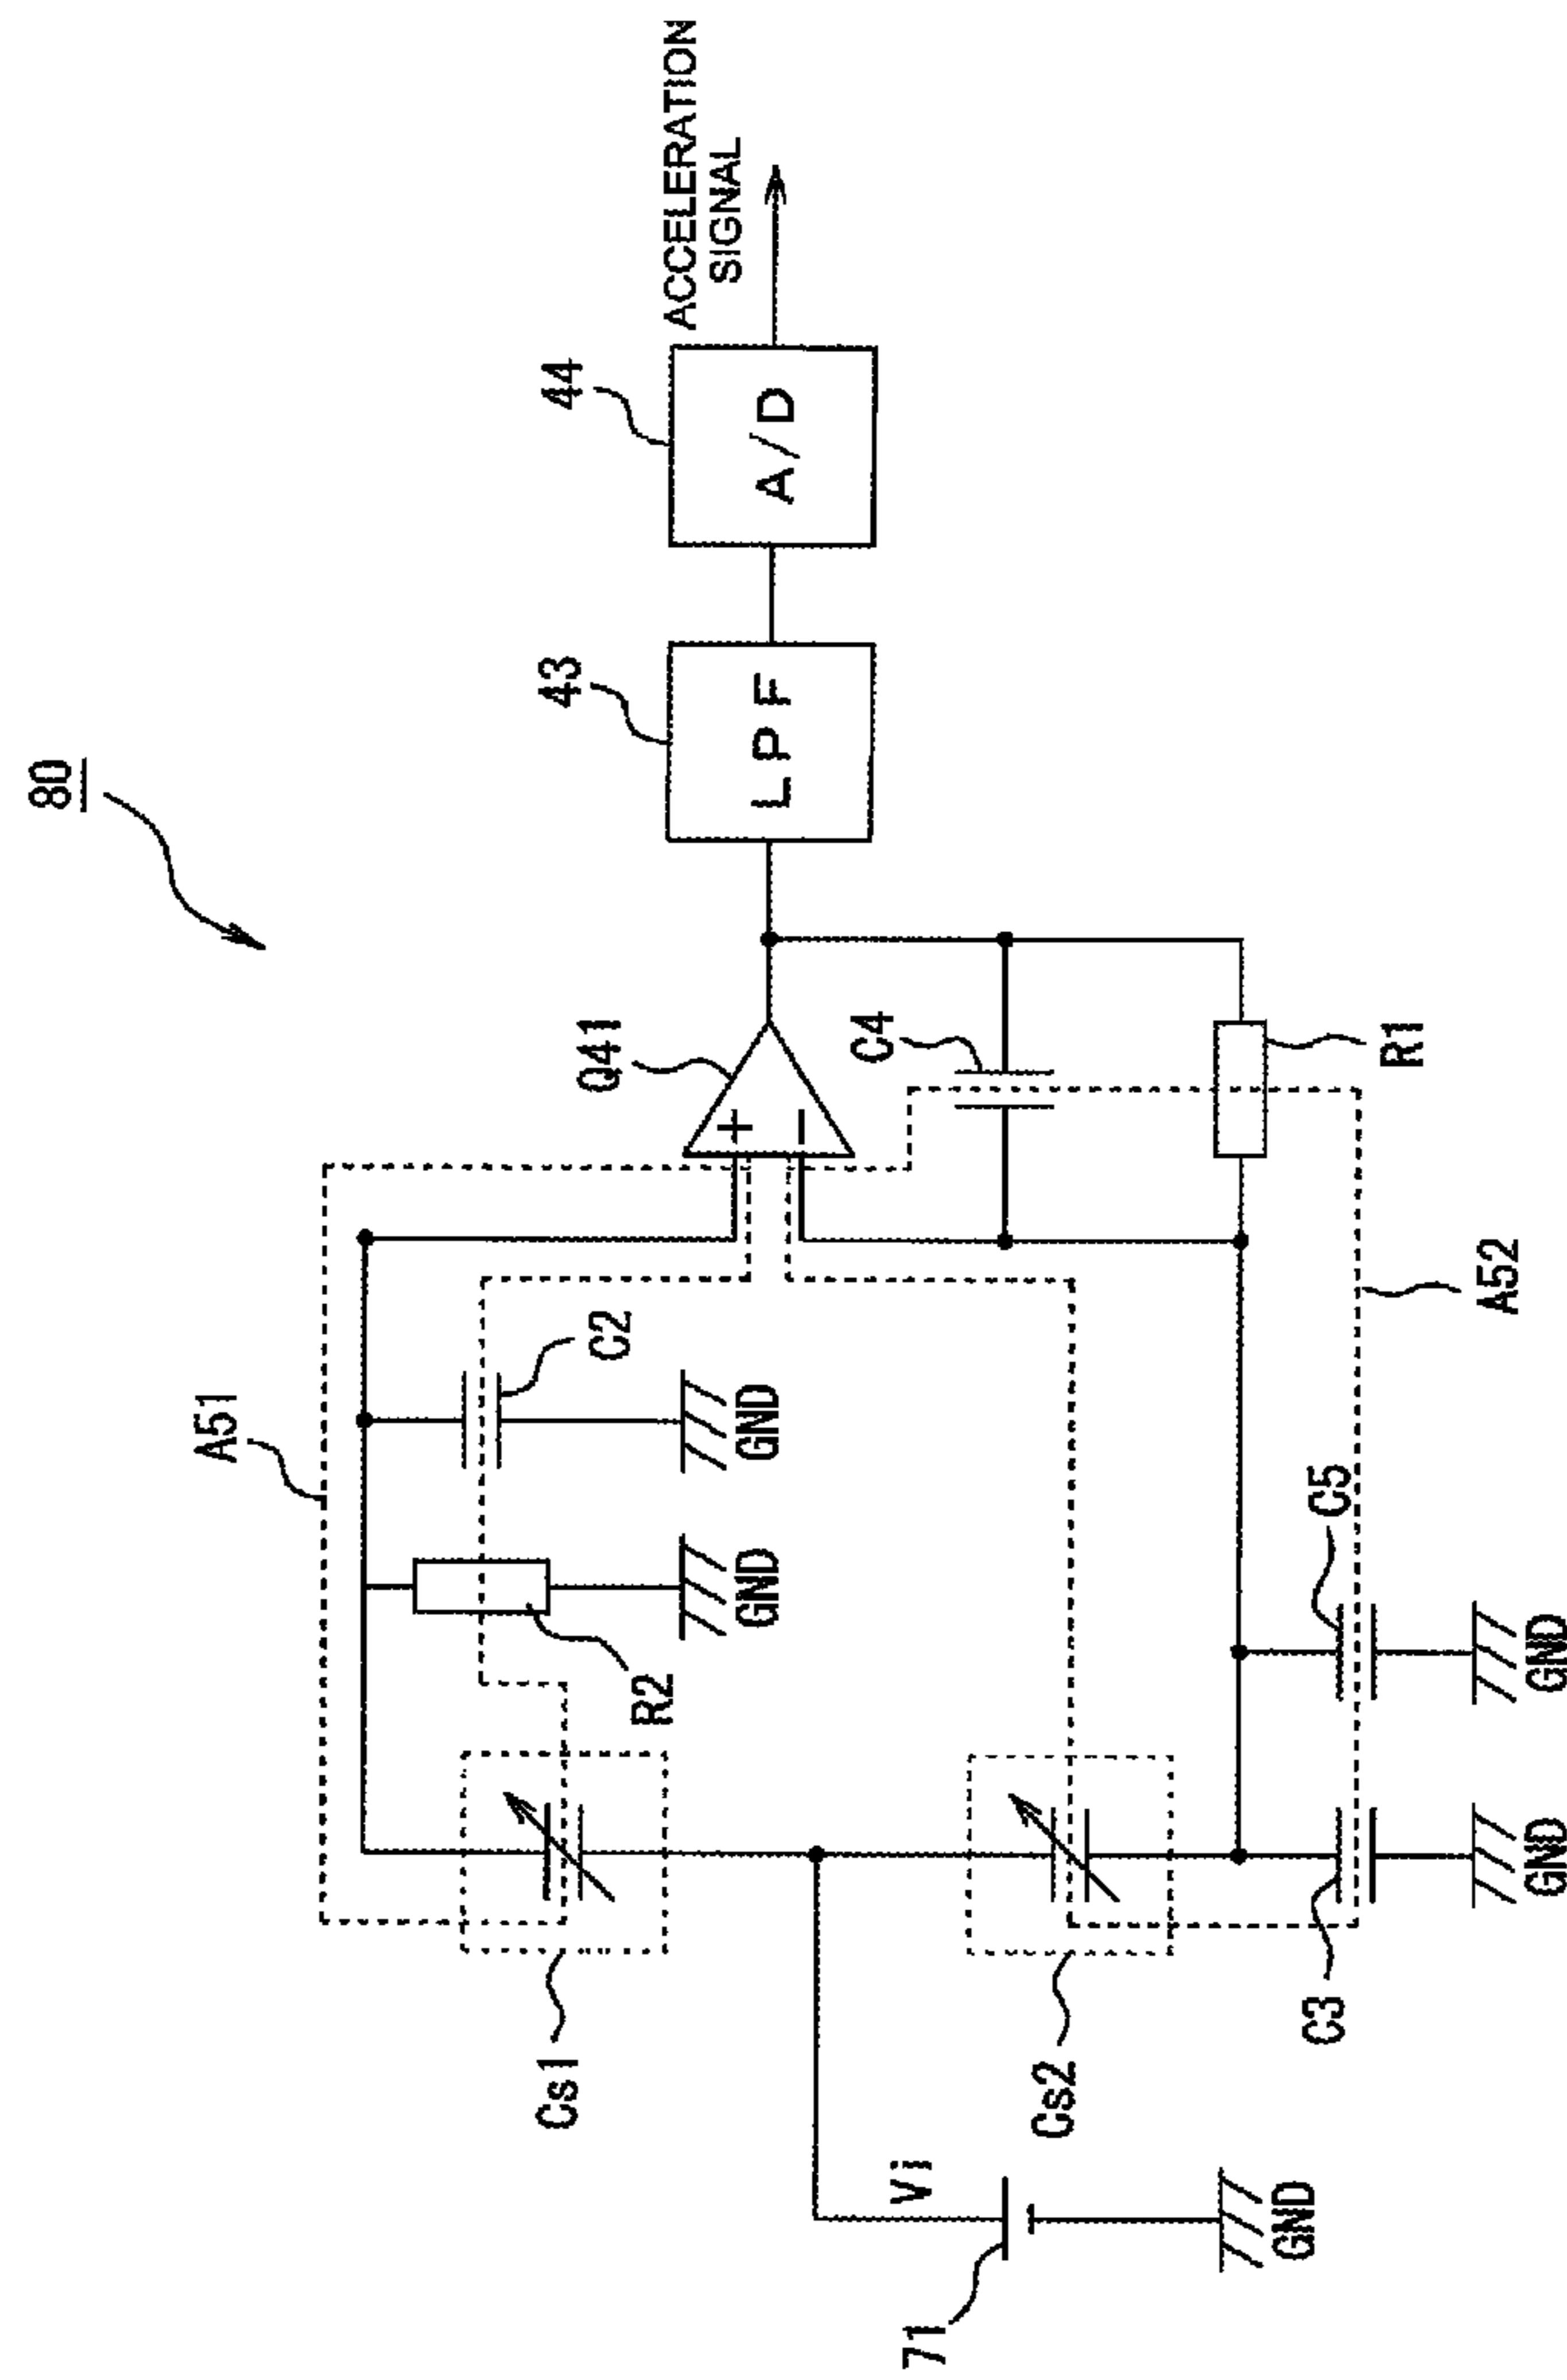 80
ACCELERATION
SIGNAL
44
A/D
43
LPF
Q41
+
−
C4
R1
A51
C2
GND
R2
GND
A52
C5
GND
C3
GND
Cs1
Cs2
Vi
71
GND